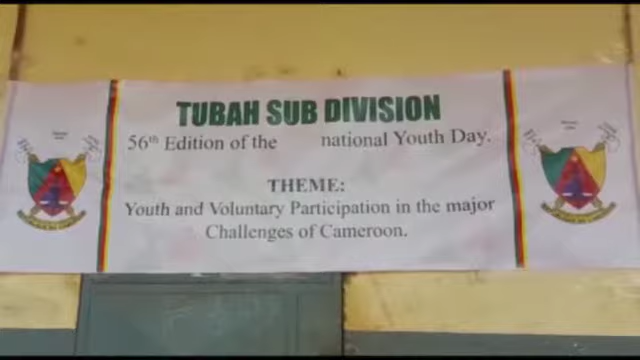 TUBAH SUB DIVISION
56th Edition of the national Youth Day.
THEME:
Youth and Voluntary Participation in the major
Challenges of Cameroon.